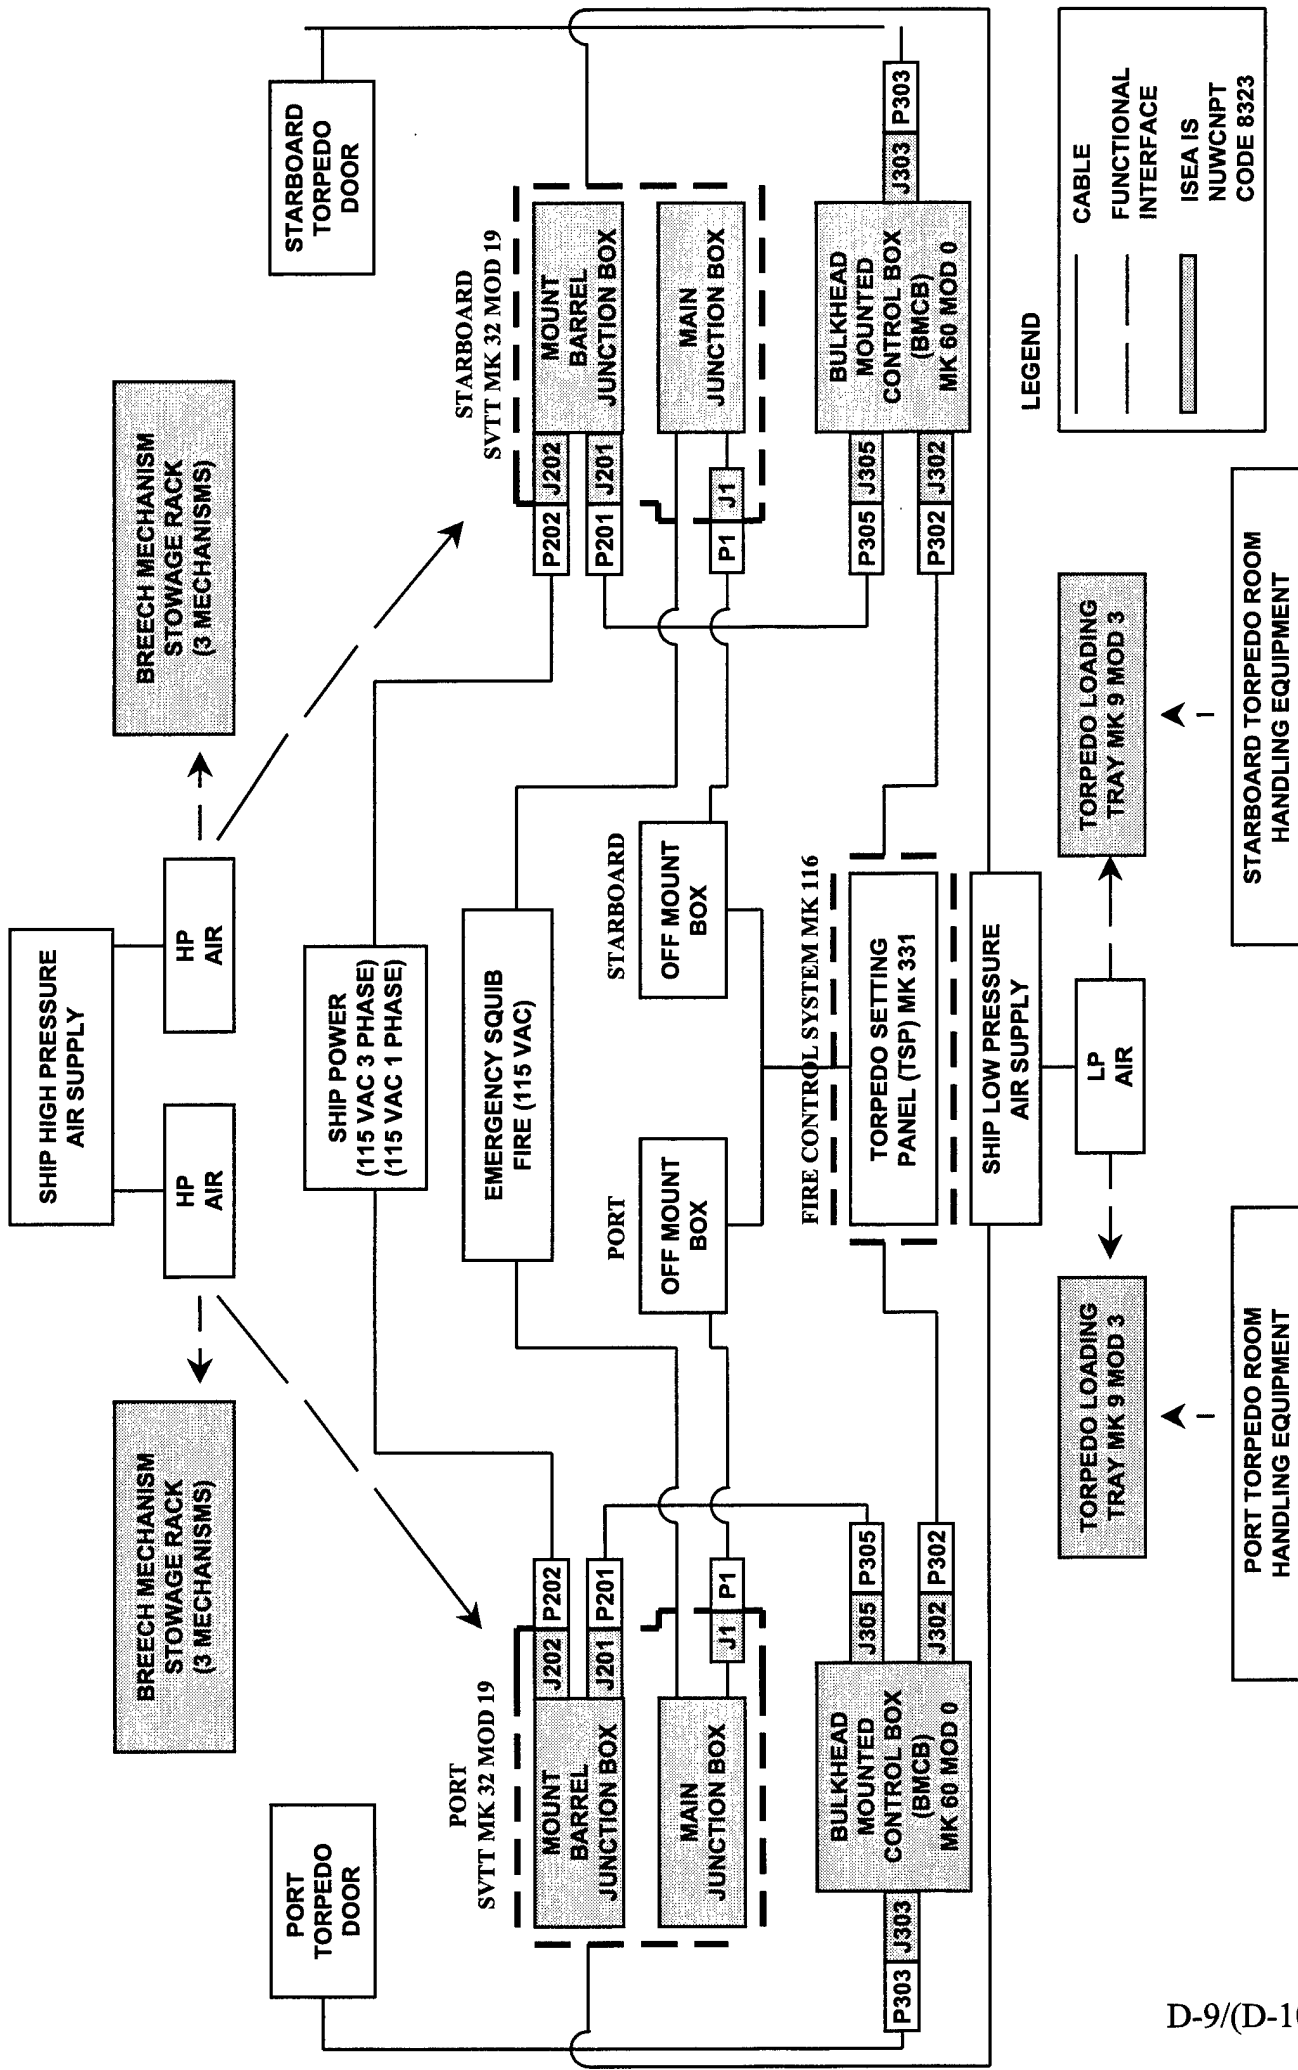 SHIP HIGH PRESSURE
AIR SUPPLY
HP
AIR
HP
AIR
BREECH MECHANISM
STOWAGE RACK
(3 MECHANISMS)
BREECH MECHANISM
STOWAGE RACK
(3 MECHANISMS)
PORT
TORPEDO
DOOR
SHIP POWER
(115 VAC 3 PHASE)
(115 VAC 1 PHASE)
STARBOARD
TORPEDO
DOOR
PORT
SVTT MK 32 MOD 19
MOUNT
BARREL
JUNCTION BOX
J202
P202
J201
P201
MAIN
JUNCTION BOX
J1
P1
EMERGENCY SQUIB
FIRE (115 VAC)
STARBOARD
SVTT MK 32 MOD 19
P202
J202
P201
J201
MOUNT
BARREL
JUNCTION BOX
P1
J1
MAIN
JUNCTION BOX
PORT
OFF MOUNT
BOX
STARBOARD
OFF MOUNT
BOX
FIRE CONTROL SYSTEM MK 116
TORPEDO SETTING
PANEL (TSP) MK 331
P303
J303
BULKHEAD
MOUNTED
CONTROL BOX
(BMCB)
MK 60 MOD 0
J305
P305
J302
P302
P305
J305
P302
J302
BULKHEAD
MOUNTED
CONTROL BOX
(BMCB)
MK 60 MOD 0
J303
P303
SHIP LOW PRESSURE
AIR SUPPLY
LP
AIR
TORPEDO LOADING
TRAY MK 9 MOD 3
TORPEDO LOADING
TRAY MK 9 MOD 3
PORT TORPEDO ROOM
HANDLING EQUIPMENT
STARBOARD TORPEDO ROOM
HANDLING EQUIPMENT
LEGEND
CABLE
FUNCTIONAL
INTERFACE
ISEA IS
NUWCNPT
CODE 8323
D-9/(D-10